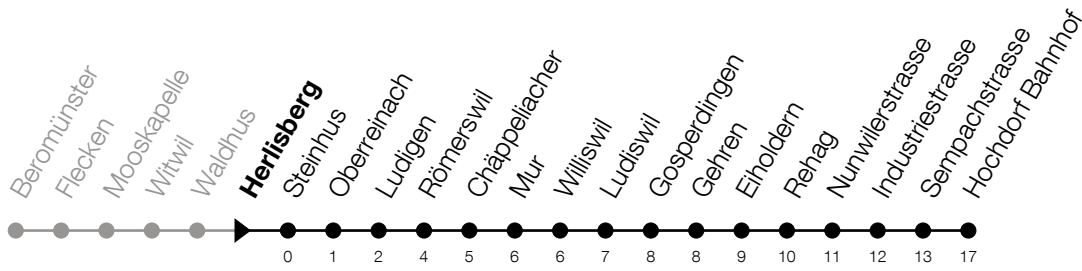 Beromünster
Flecken
Mooskapelle
Witwil
Waldhus
Herlisberg
Steinhus
Oberreinach
Ludigen
Römerswil
Chäppeliacher
Mur
Williswil
Ludiswil
Gosperdingen
Gehren
Eiholdern
Rehag
Nunwilerstrasse
Industriestrasse
Sempachstrasse
Hochdorf Bahnhof
0 1 2 4 5 6 6 7 8 8 9 10 11 12 13 17